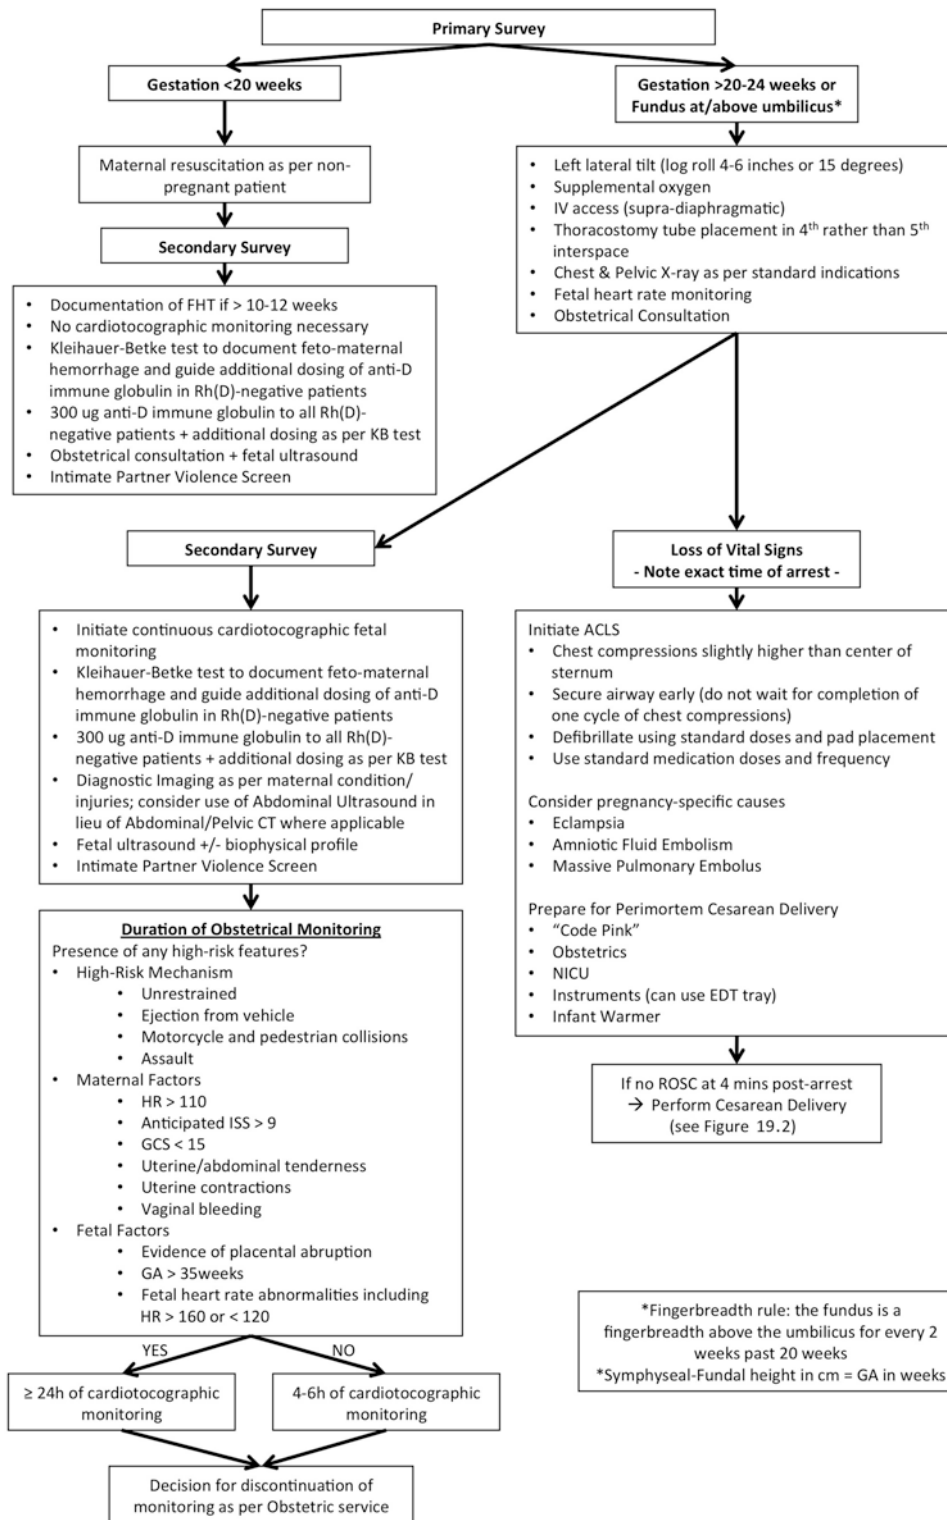 Primary Survey
Gestation <20 weeks
Gestation >20-24 weeks or
Fundus at/above umbilicus*
Maternal resuscitation as per non-
pregnant patient
Secondary Survey
• Documentation of FHT if > 10-12 weeks
• No cardiotocographic monitoring necessary
• Kleihauer-Betke test to document feto-maternal
hemorrhage and guide additional dosing of anti-D
immune globulin in Rh(D)-negative patients
• 300 ug anti-D immune globulin to all Rh(D)-
negative patients + additional dosing as per KB test
• Obstetrical consultation + fetal ultrasound
• Intimate Partner Violence Screen
• Left lateral tilt (log roll 4-6 inches or 15 degrees)
• Supplemental oxygen
• IV access (supra-diaphragmatic)
• Thoracostomy tube placement in 4th rather than 5th
interspace
• Chest & Pelvic X-ray as per standard indications
• Fetal heart rate monitoring
• Obstetrical Consultation
Secondary Survey
• Initiate continuous cardiotocographic fetal
monitoring
• Kleihauer-Betke test to document feto-maternal
hemorrhage and guide additional dosing of anti-D
immune globulin in Rh(D)-negative patients
• 300 ug anti-D immune globulin to all Rh(D)-
negative patients + additional dosing as per KB test
• Diagnostic Imaging as per maternal condition/
injuries; consider use of Abdominal Ultrasound in
lieu of Abdominal/Pelvic CT where applicable
• Fetal ultrasound +/- biophysical profile
• Intimate Partner Violence Screen
Duration of Obstetrical Monitoring
Presence of any high-risk features?
• High-Risk Mechanism
• Unrestrained
• Ejection from vehicle
• Motorcycle and pedestrian collisions
• Assault
• Maternal Factors
• HR > 110
• Anticipated ISS > 9
• GCS < 15
• Uterine/abdominal tenderness
• Uterine contractions
• Vaginal bleeding
• Fetal Factors
• Evidence of placental abruption
• GA > 35weeks
• Fetal heart rate abnormalities including
HR > 160 or < 120
YES
NO
≥ 24h of cardiotocographic
monitoring
4-6h of cardiotocographic
monitoring
Decision for discontinuation of
monitoring as per Obstetric service
Loss of Vital Signs
- Note exact time of arrest -
Initiate ACLS
• Chest compressions slightly higher than center of
sternum
• Secure airway early (do not wait for completion of
one cycle of chest compressions)
• Defibrillate using standard doses and pad placement
• Use standard medication doses and frequency
Consider pregnancy-specific causes
• Eclampsia
• Amniotic Fluid Embolism
• Massive Pulmonary Embolus
Prepare for Perimortem Cesarean Delivery
• “Code Pink”
• Obstetrics
• NICU
• Instruments (can use EDT tray)
• Infant Warmer
If no ROSC at 4 mins post-arrest
→ Perform Cesarean Delivery
(see Figure 19.2)
*Fingerbreadth rule: the fundus is a
fingerbreadth above the umbilicus for every 2
weeks past 20 weeks
*Symphyseal-Fundal height in cm = GA in weeks